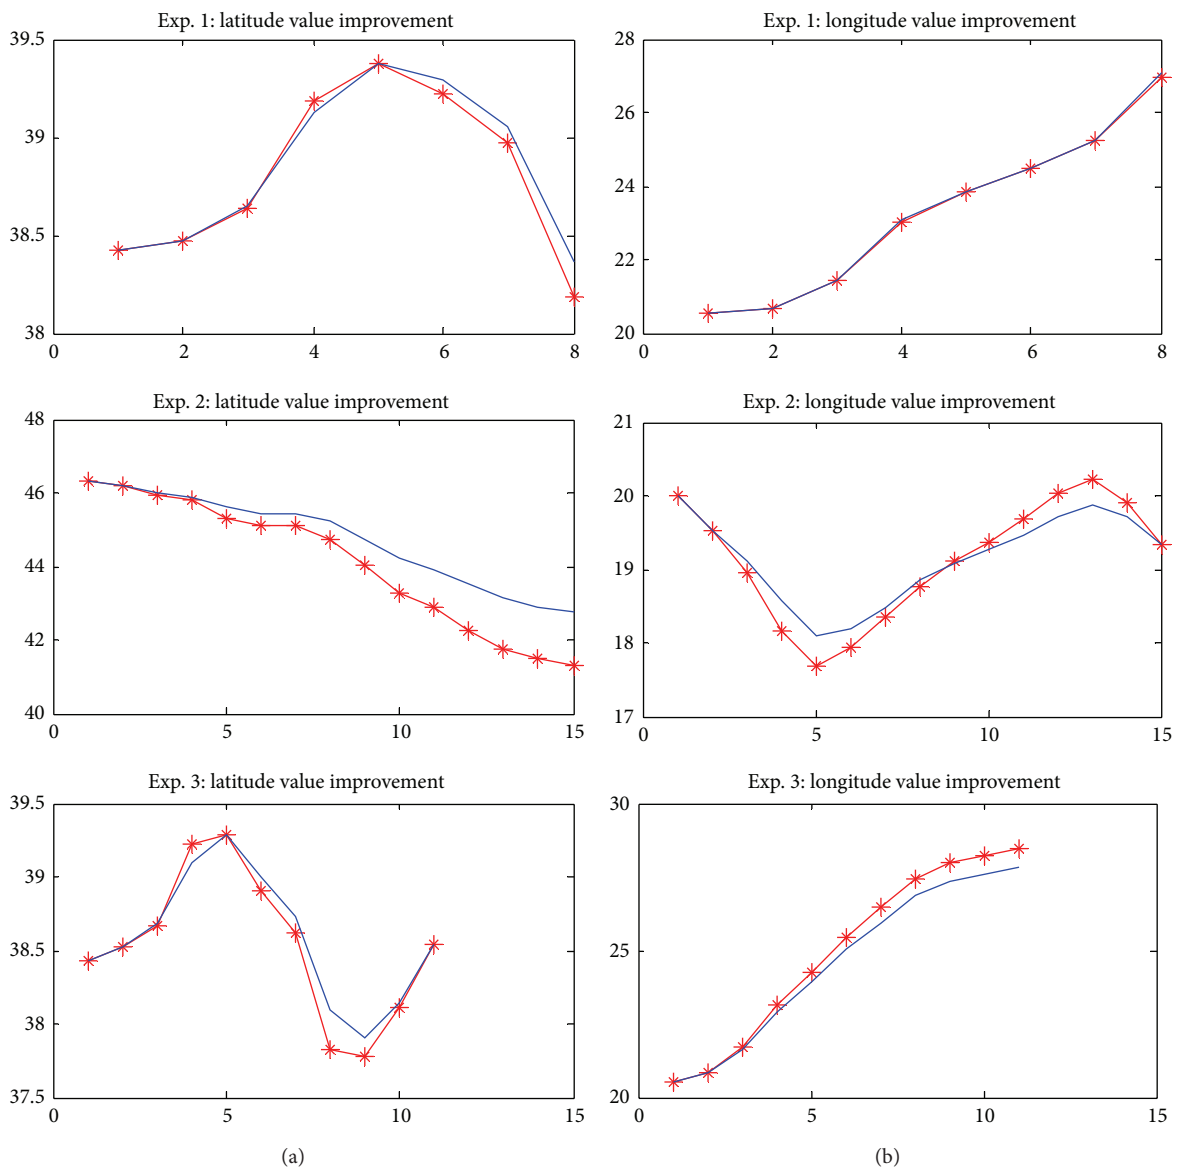 Exp. 1: latitude value improvement
39.5
39
38.5
38
0 2 4 6 8
Exp. 1: longitude value improvement
28
26
24
22
20
0 2 4 6 8
Exp. 2: latitude value improvement
48
46
44
42
40
0 5 10 15
Exp. 2: longitude value improvement
21
20
19
18
17
0 5 10 15
Exp. 3: latitude value improvement
39.5
39
38.5
38
37.5
0 5 10 15
(a)
Exp. 3: longitude value improvement
30
25
20
0 5 10 15
(b)